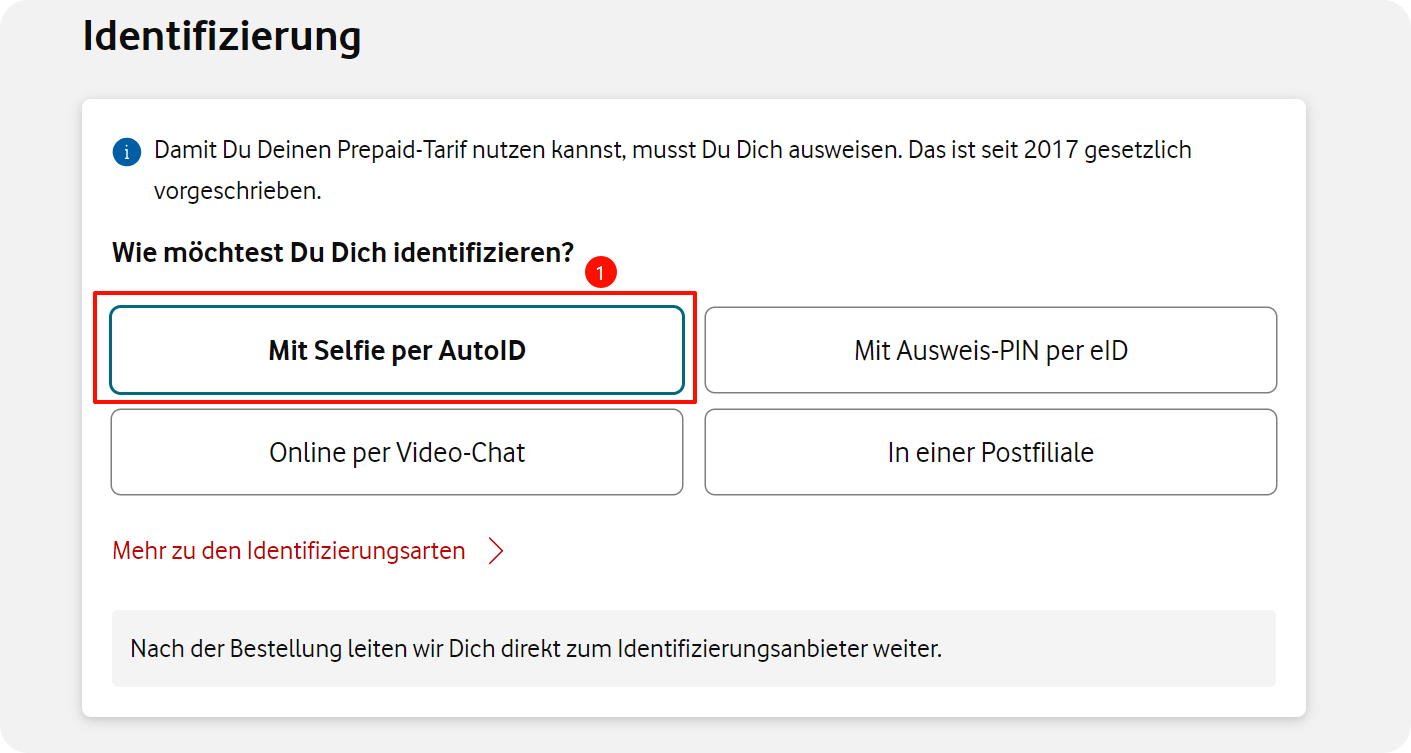 Identifizierung
i
Damit Du Deinen Prepaid-Tarif nutzen kannst, musst Du Dich ausweisen. Das ist seit 2017 gesetzlich
vorgeschrieben.
Wie möchtest Du Dich identifizieren?
1
Mit Selfie per AutoID
Mit Ausweis-PIN per eID
Online per Video-Chat
In einer Postfiliale
Mehr zu den Identifizierungsarten
Nach der Bestellung leiten wir Dich direkt zum Identifizierungsanbieter weiter.